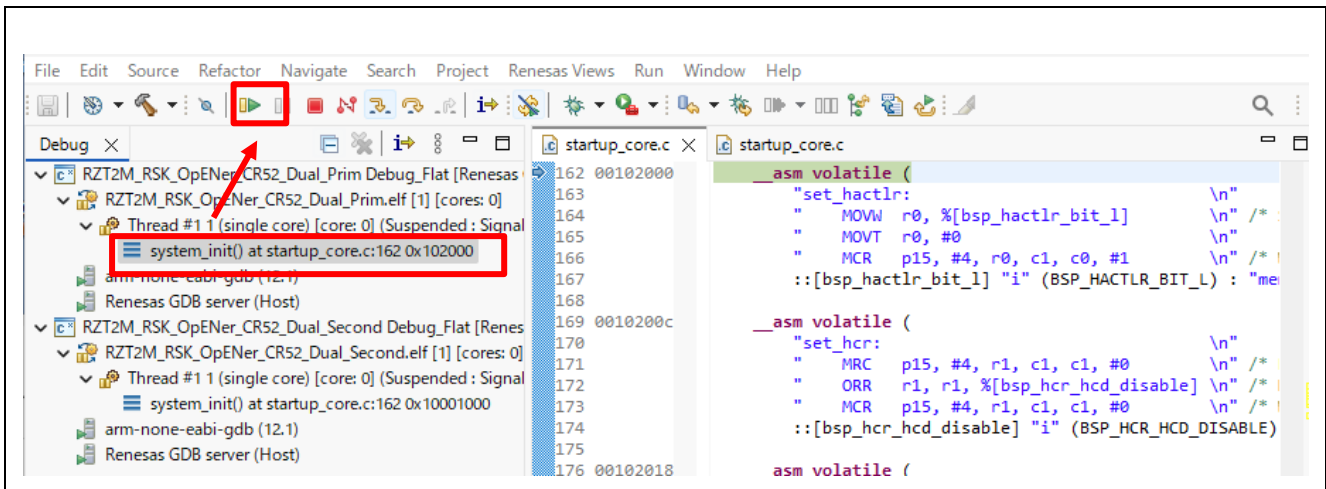 File Edit Source Refactor Navigate Search Project Renesas Views Run Window Help
Debug
startup_core.c
startup_core.c
RZT2M_RSK_OpENer_CR52_Dual_Prim Debug_Flat [Renesas
RZT2M_RSK_OpENer_CR52_Dual_Prim.elf [1] [cores: 0]
Thread #1 1 (single core) [core: 0] (Suspended : Signal
system_init() at startup_core.c:162 0x102000
arm-none-eabi-gdb (12.1)
Renesas GDB server (Host)
RZT2M_RSK_OpENer_CR52_Dual_Second Debug_Flat [Renes
RZT2M_RSK_OpENer_CR52_Dual_Second.elf [1] [cores: 0]
Thread #1 1 (single core) [core: 0] (Suspended : Signal
system_init() at startup_core.c:162 0x10001000
arm-none-eabi-gdb (12.1)
Renesas GDB server (Host)
162 00102000 __asm volatile (
163 "set_hactlr: \n"
164 " MOVW r0, %[bsp_hactlr_bit_l] \n" /*
165 " MOVT r0, #0 \n"
166 " MCR p15, #4, r0, c1, c0, #1 \n" /*
167 ::[bsp_hactlr_bit_l] "i" (BSP_HACTLR_BIT_L) : "me
168
169 0010200c __asm volatile (
170 "set_hcr: \n"
171 " MRC p15, #4, r1, c1, c1, #0 \n" /*
172 " ORR r1, r1, %[bsp_hcr_hcd_disable] \n" /*
173 " MCR p15, #4, r1, c1, c1, #0 \n" /*
174 ::[bsp_hcr_hcd_disable] "i" (BSP_HCR_HCD_DISABLE)
175
176 00102018 asm volatile (